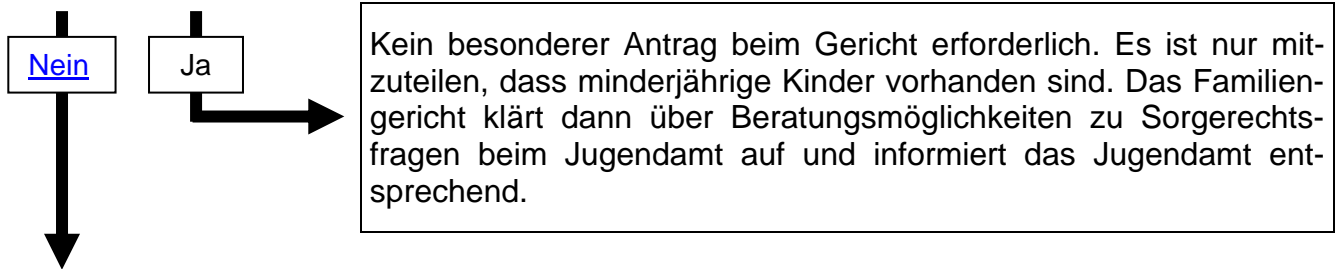 Nein
Ja
Kein besonderer Antrag beim Gericht erforderlich. Es ist nur mit-
zuteilen, dass minderjährige Kinder vorhanden sind. Das Familien-
gericht klärt dann über Beratungsmöglichkeiten zu Sorgerechts-
fragen beim Jugendamt auf und informiert das Jugendamt ent-
sprechend.